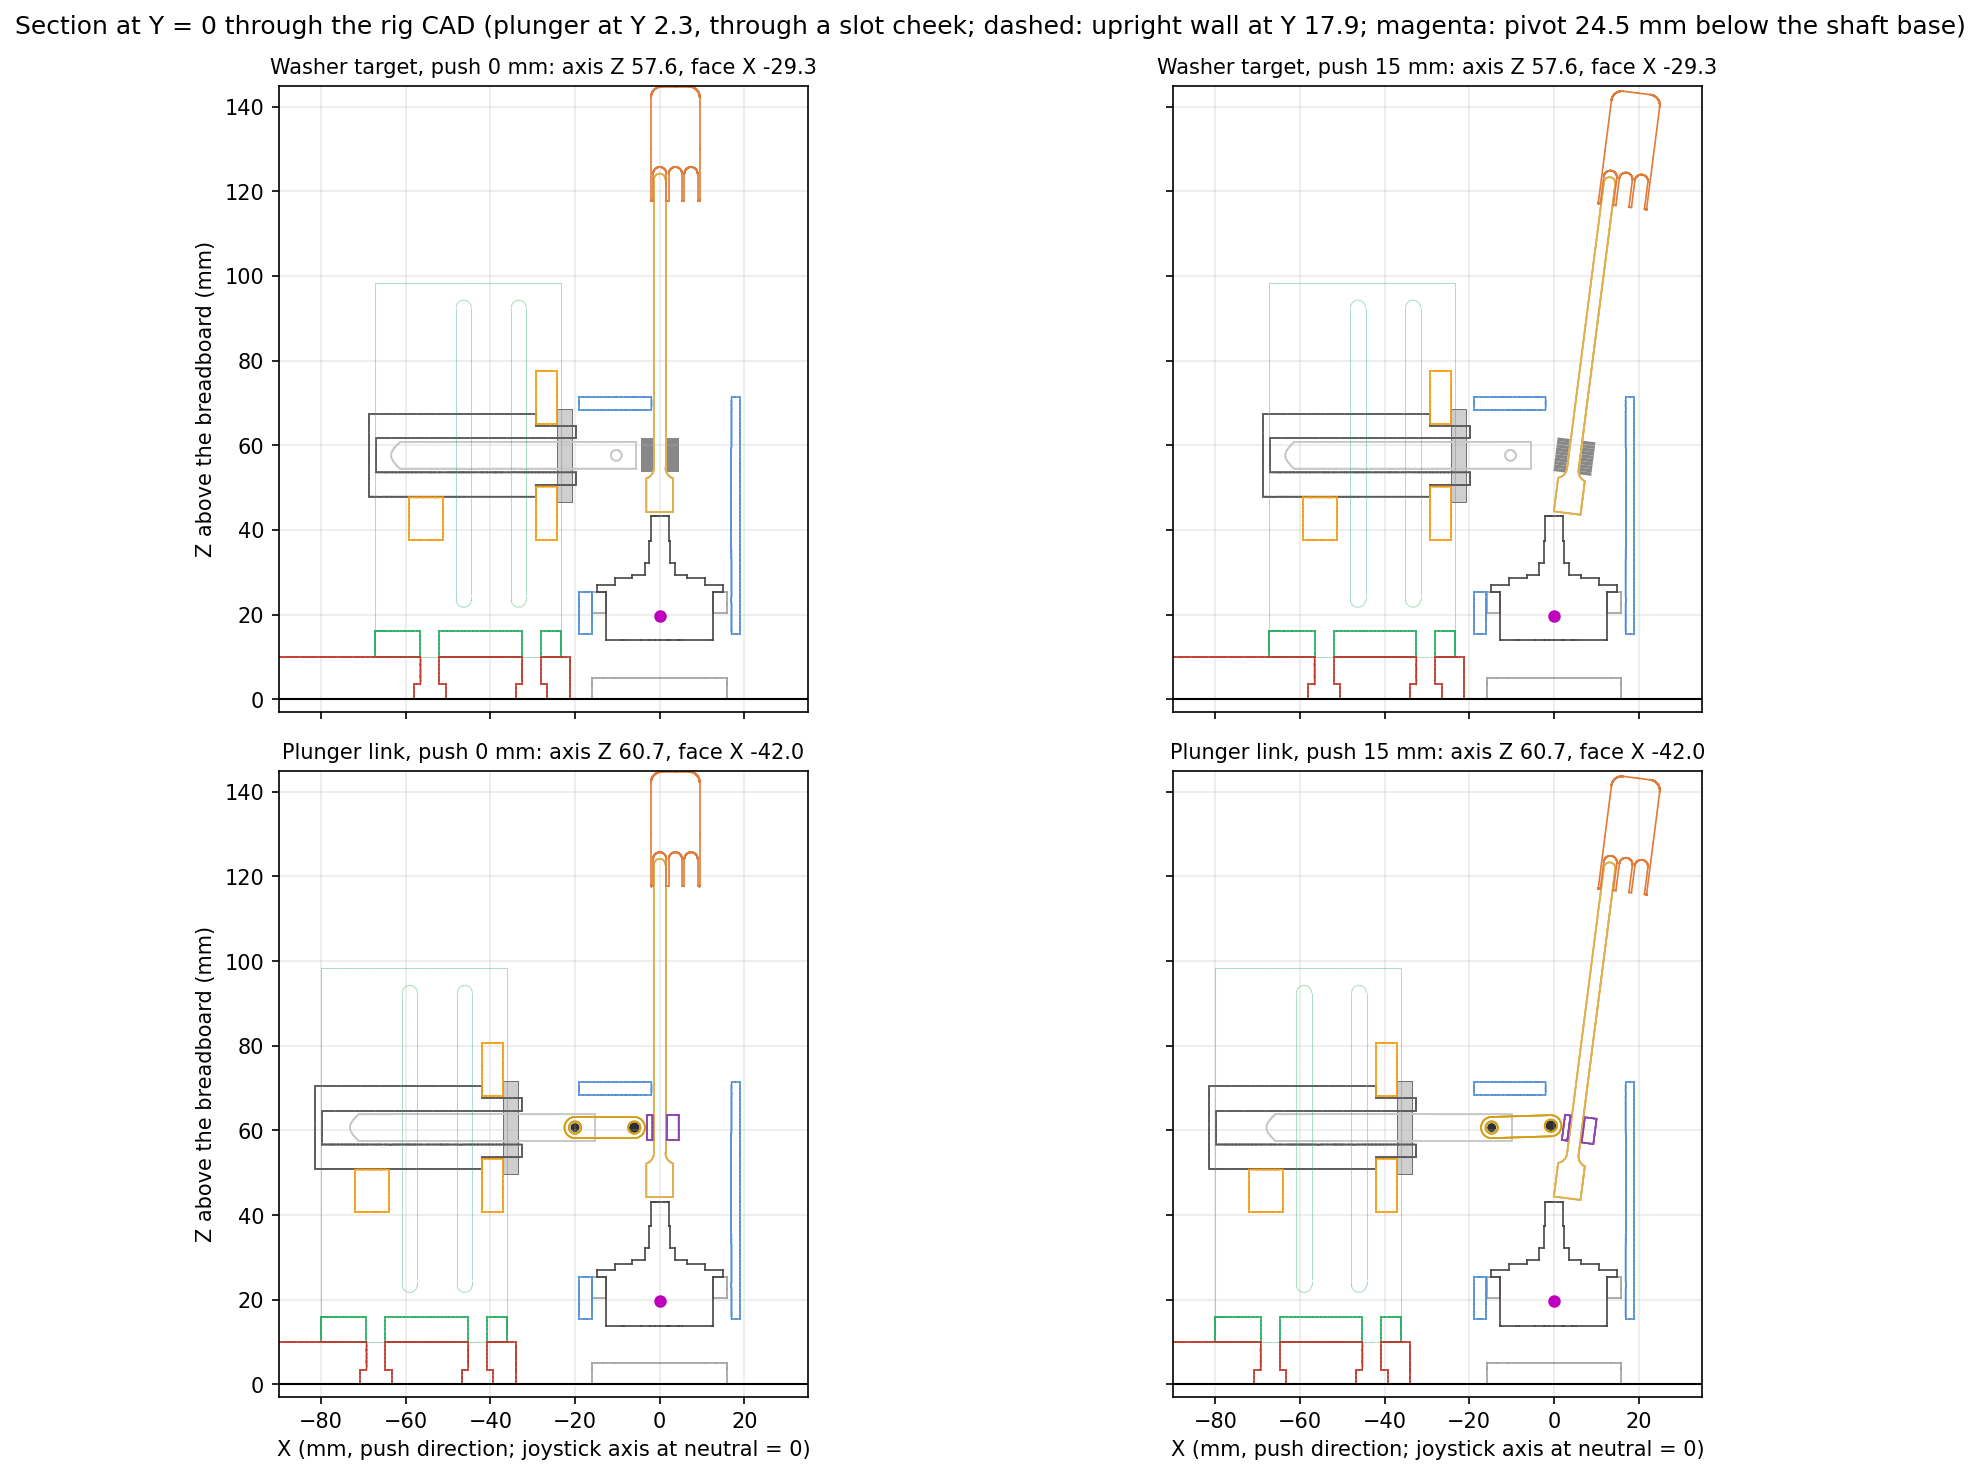 Section at Y = 0 through the rig CAD (plunger at Y 2.3, through a slot cheek; dashed: upright wall at Y 17.9; magenta: pivot 24.5 mm below the shaft base)
Washer target, push 0 mm: axis Z 57.6, face X -29.3
Washer target, push 15 mm: axis Z 57.6, face X -29.3
140
120
100
80
60
40
20
0
Z above the breadboard (mm)
Plunger link, push 0 mm: axis Z 60.7, face X -42.0
Plunger link, push 15 mm: axis Z 60.7, face X -42.0
140
120
100
80
60
40
20
0
Z above the breadboard (mm)
−80 −60 −40 −20 0 20
−80 −60 −40 −20 0 20
X (mm, push direction; joystick axis at neutral = 0)
X (mm, push direction; joystick axis at neutral = 0)